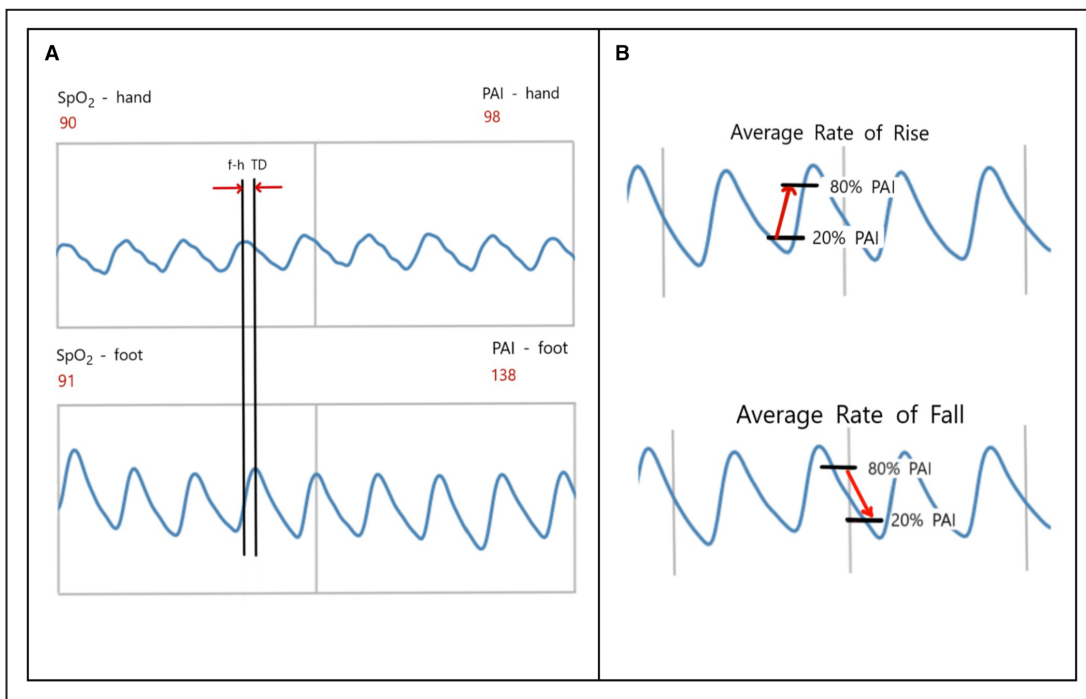 A
SpO₂ - hand
90
PAI - hand
98
f-h TD
SpO₂ - foot
91
PAI - foot
138
B
Average Rate of Rise
80% PAI
20% PAI
Average Rate of Fall
80% PAI
20% PAI